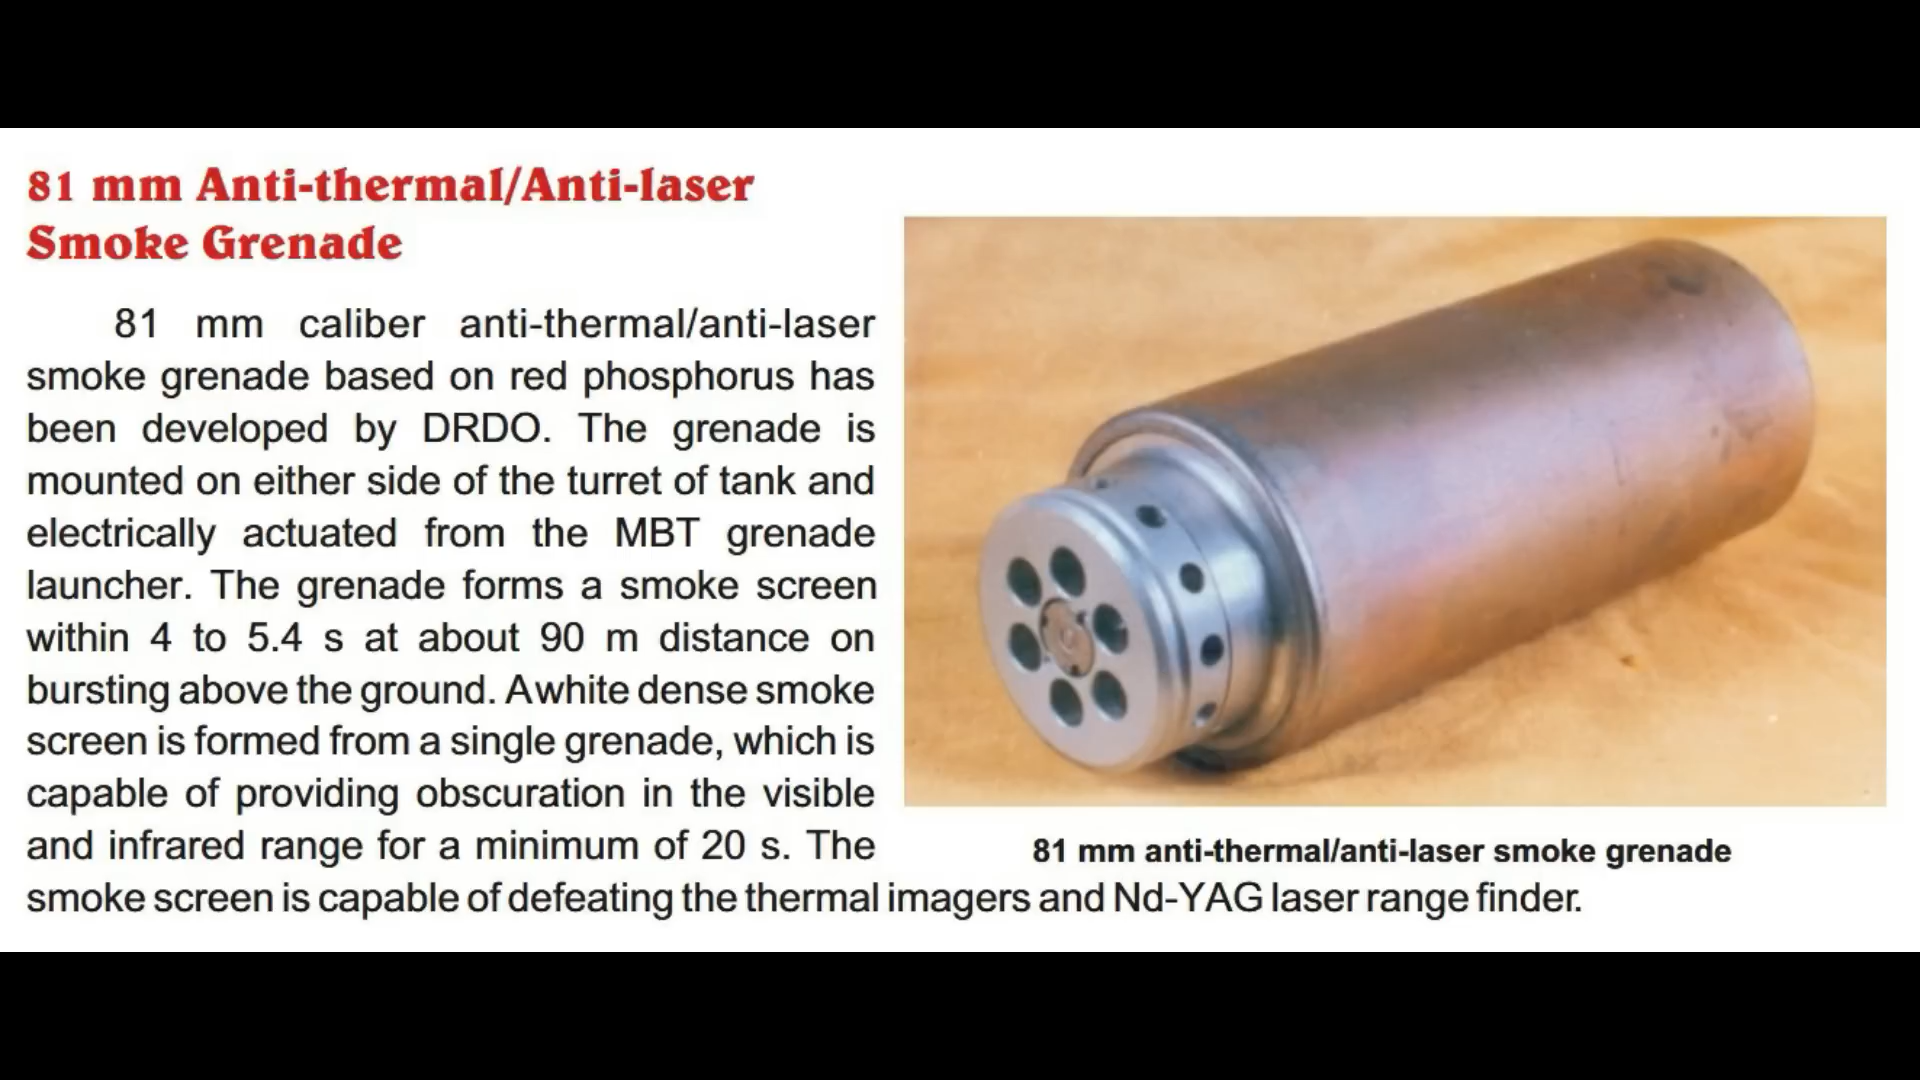 81 mm Anti-thermal/Anti-laser
Smoke Grenade
81 mm caliber anti-thermal/anti-laser
smoke grenade based on red phosphorus has
been developed by DRDO. The grenade is
mounted on either side of the turret of tank and
electrically actuated from the MBT grenade
launcher. The grenade forms a smoke screen
within 4 to 5.4 s at about 90 m distance on
bursting above the ground. Awhite dense smoke
screen is formed from a single grenade, which is
capable of providing obscuration in the visible
and infrared range for a minimum of 20 s. The
smoke screen is capable of defeating the thermal imagers and Nd-YAG laser range finder.
81 mm anti-thermal/anti-laser smoke grenade